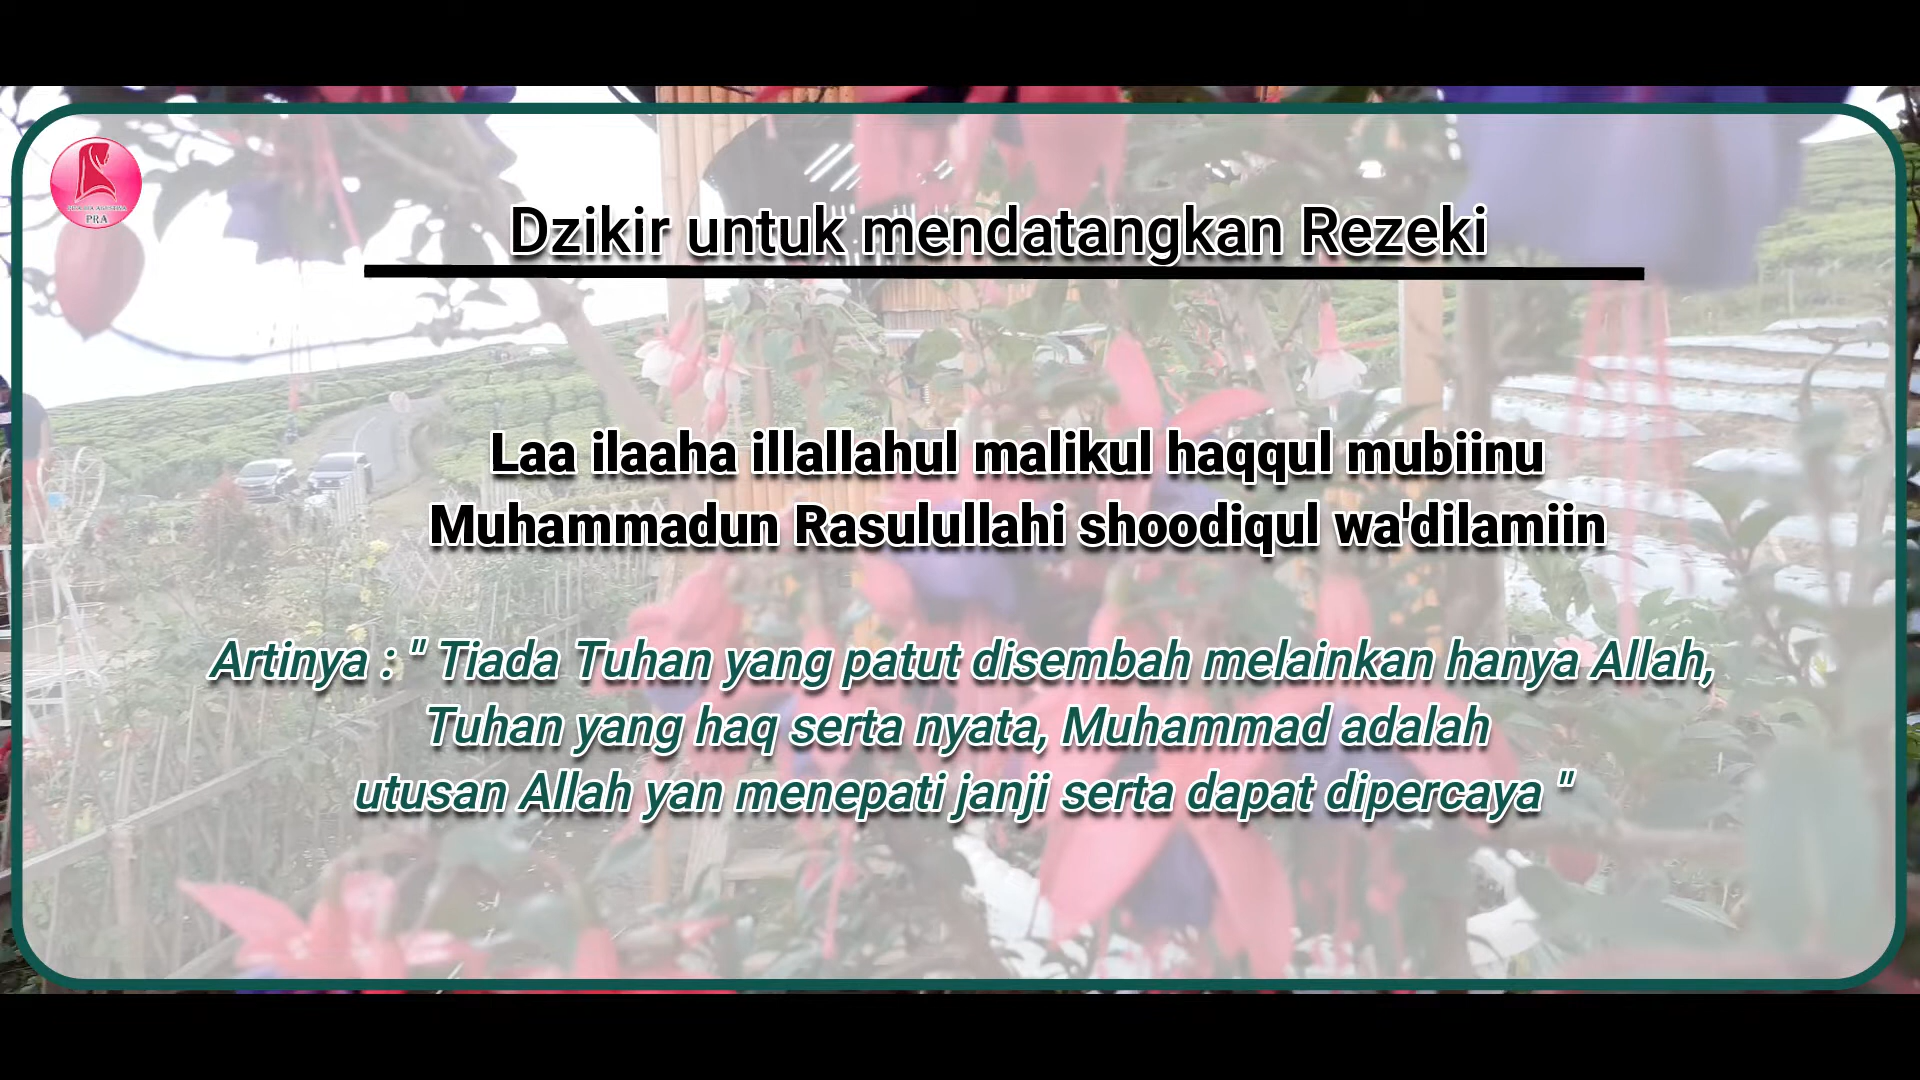 PRA
Dzikir untuk mendatangkan Rezeki
Laa ilaaha illallahul malikul haqqul mubiinu
Muhammadun Rasulullahi shoodiqul wa'dilamiin
Artinya : " Tiada Tuhan yang patut disembah melainkan hanya Allah,
Tuhan yang haq serta nyata, Muhammad adalah
utusan Allah yan menepati janji serta dapat dipercaya "